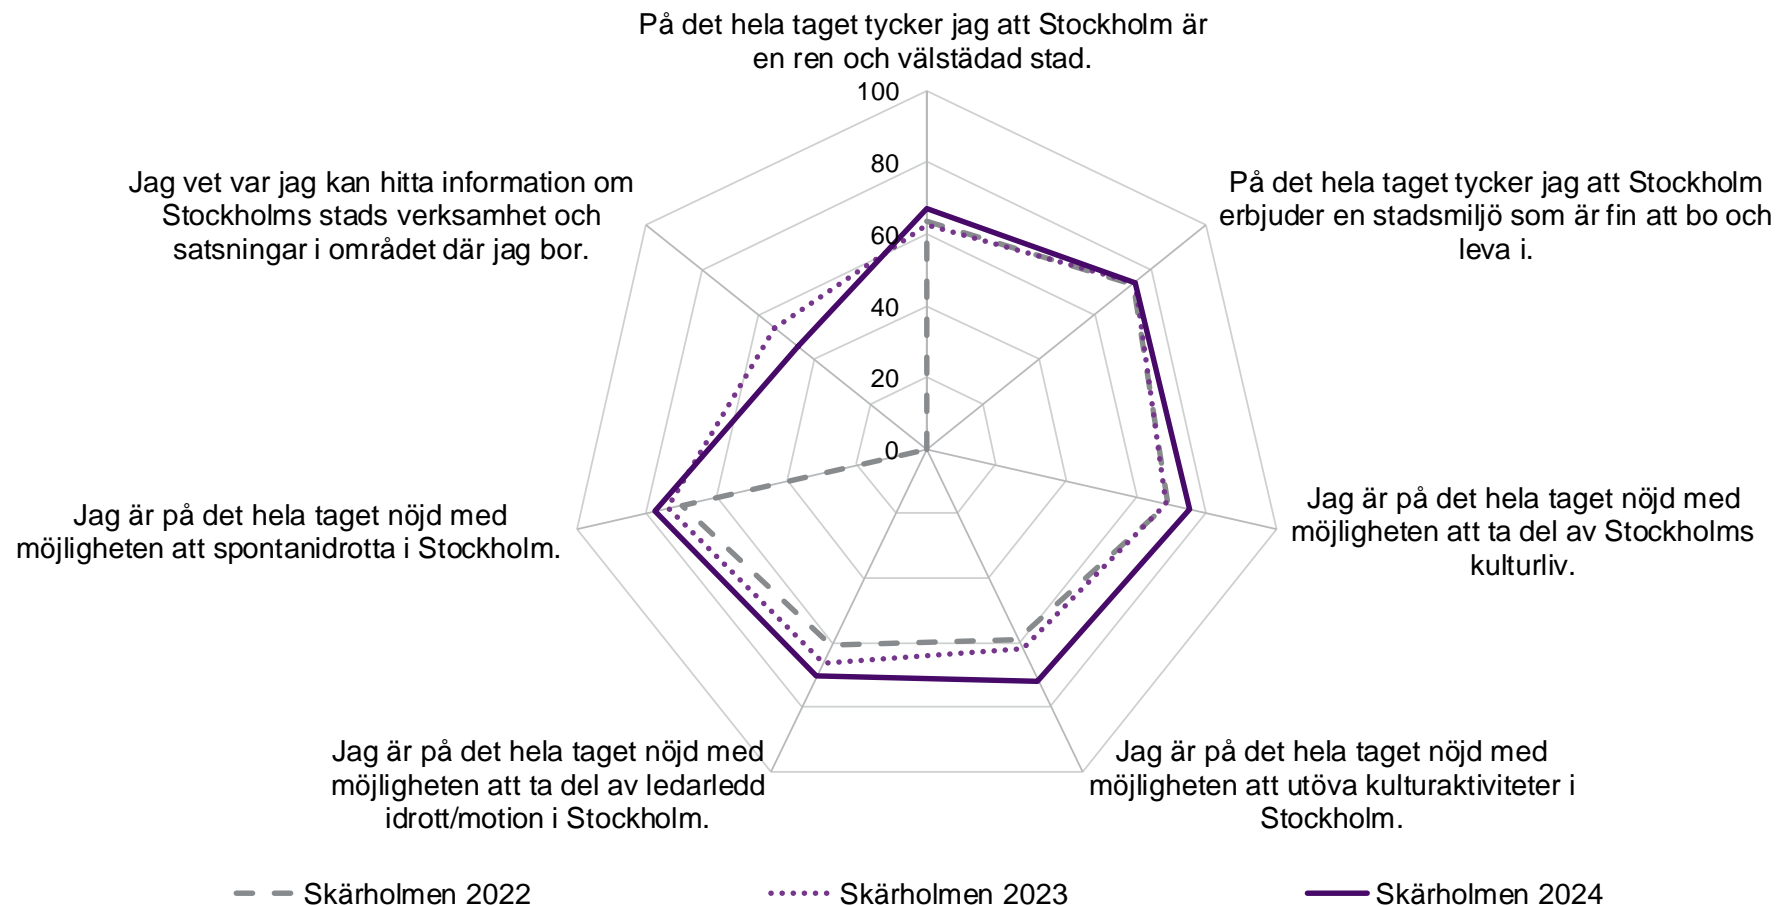 På det hela taget tycker jag att Stockholm är
en ren och välstädad stad.
100
80
60
40
20
0
På det hela taget tycker jag att Stockholm
erbjuder en stadsmiljö som är fin att bo och
leva i.
Jag är på det hela taget nöjd med
möjligheten att ta del av Stockholms
kulturliv.
Jag är på det hela taget nöjd med
möjligheten att utöva kulturaktiviteter i
Stockholm.
Jag är på det hela taget nöjd med
möjligheten att ta del av ledarledd
idrott/motion i Stockholm.
Jag är på det hela taget nöjd med
möjligheten att spontanidrotta i Stockholm.
Jag vet var jag kan hitta information om
Stockholms stads verksamhet och
satsningar i området där jag bor.
Skärholmen 2022
Skärholmen 2023
Skärholmen 2024